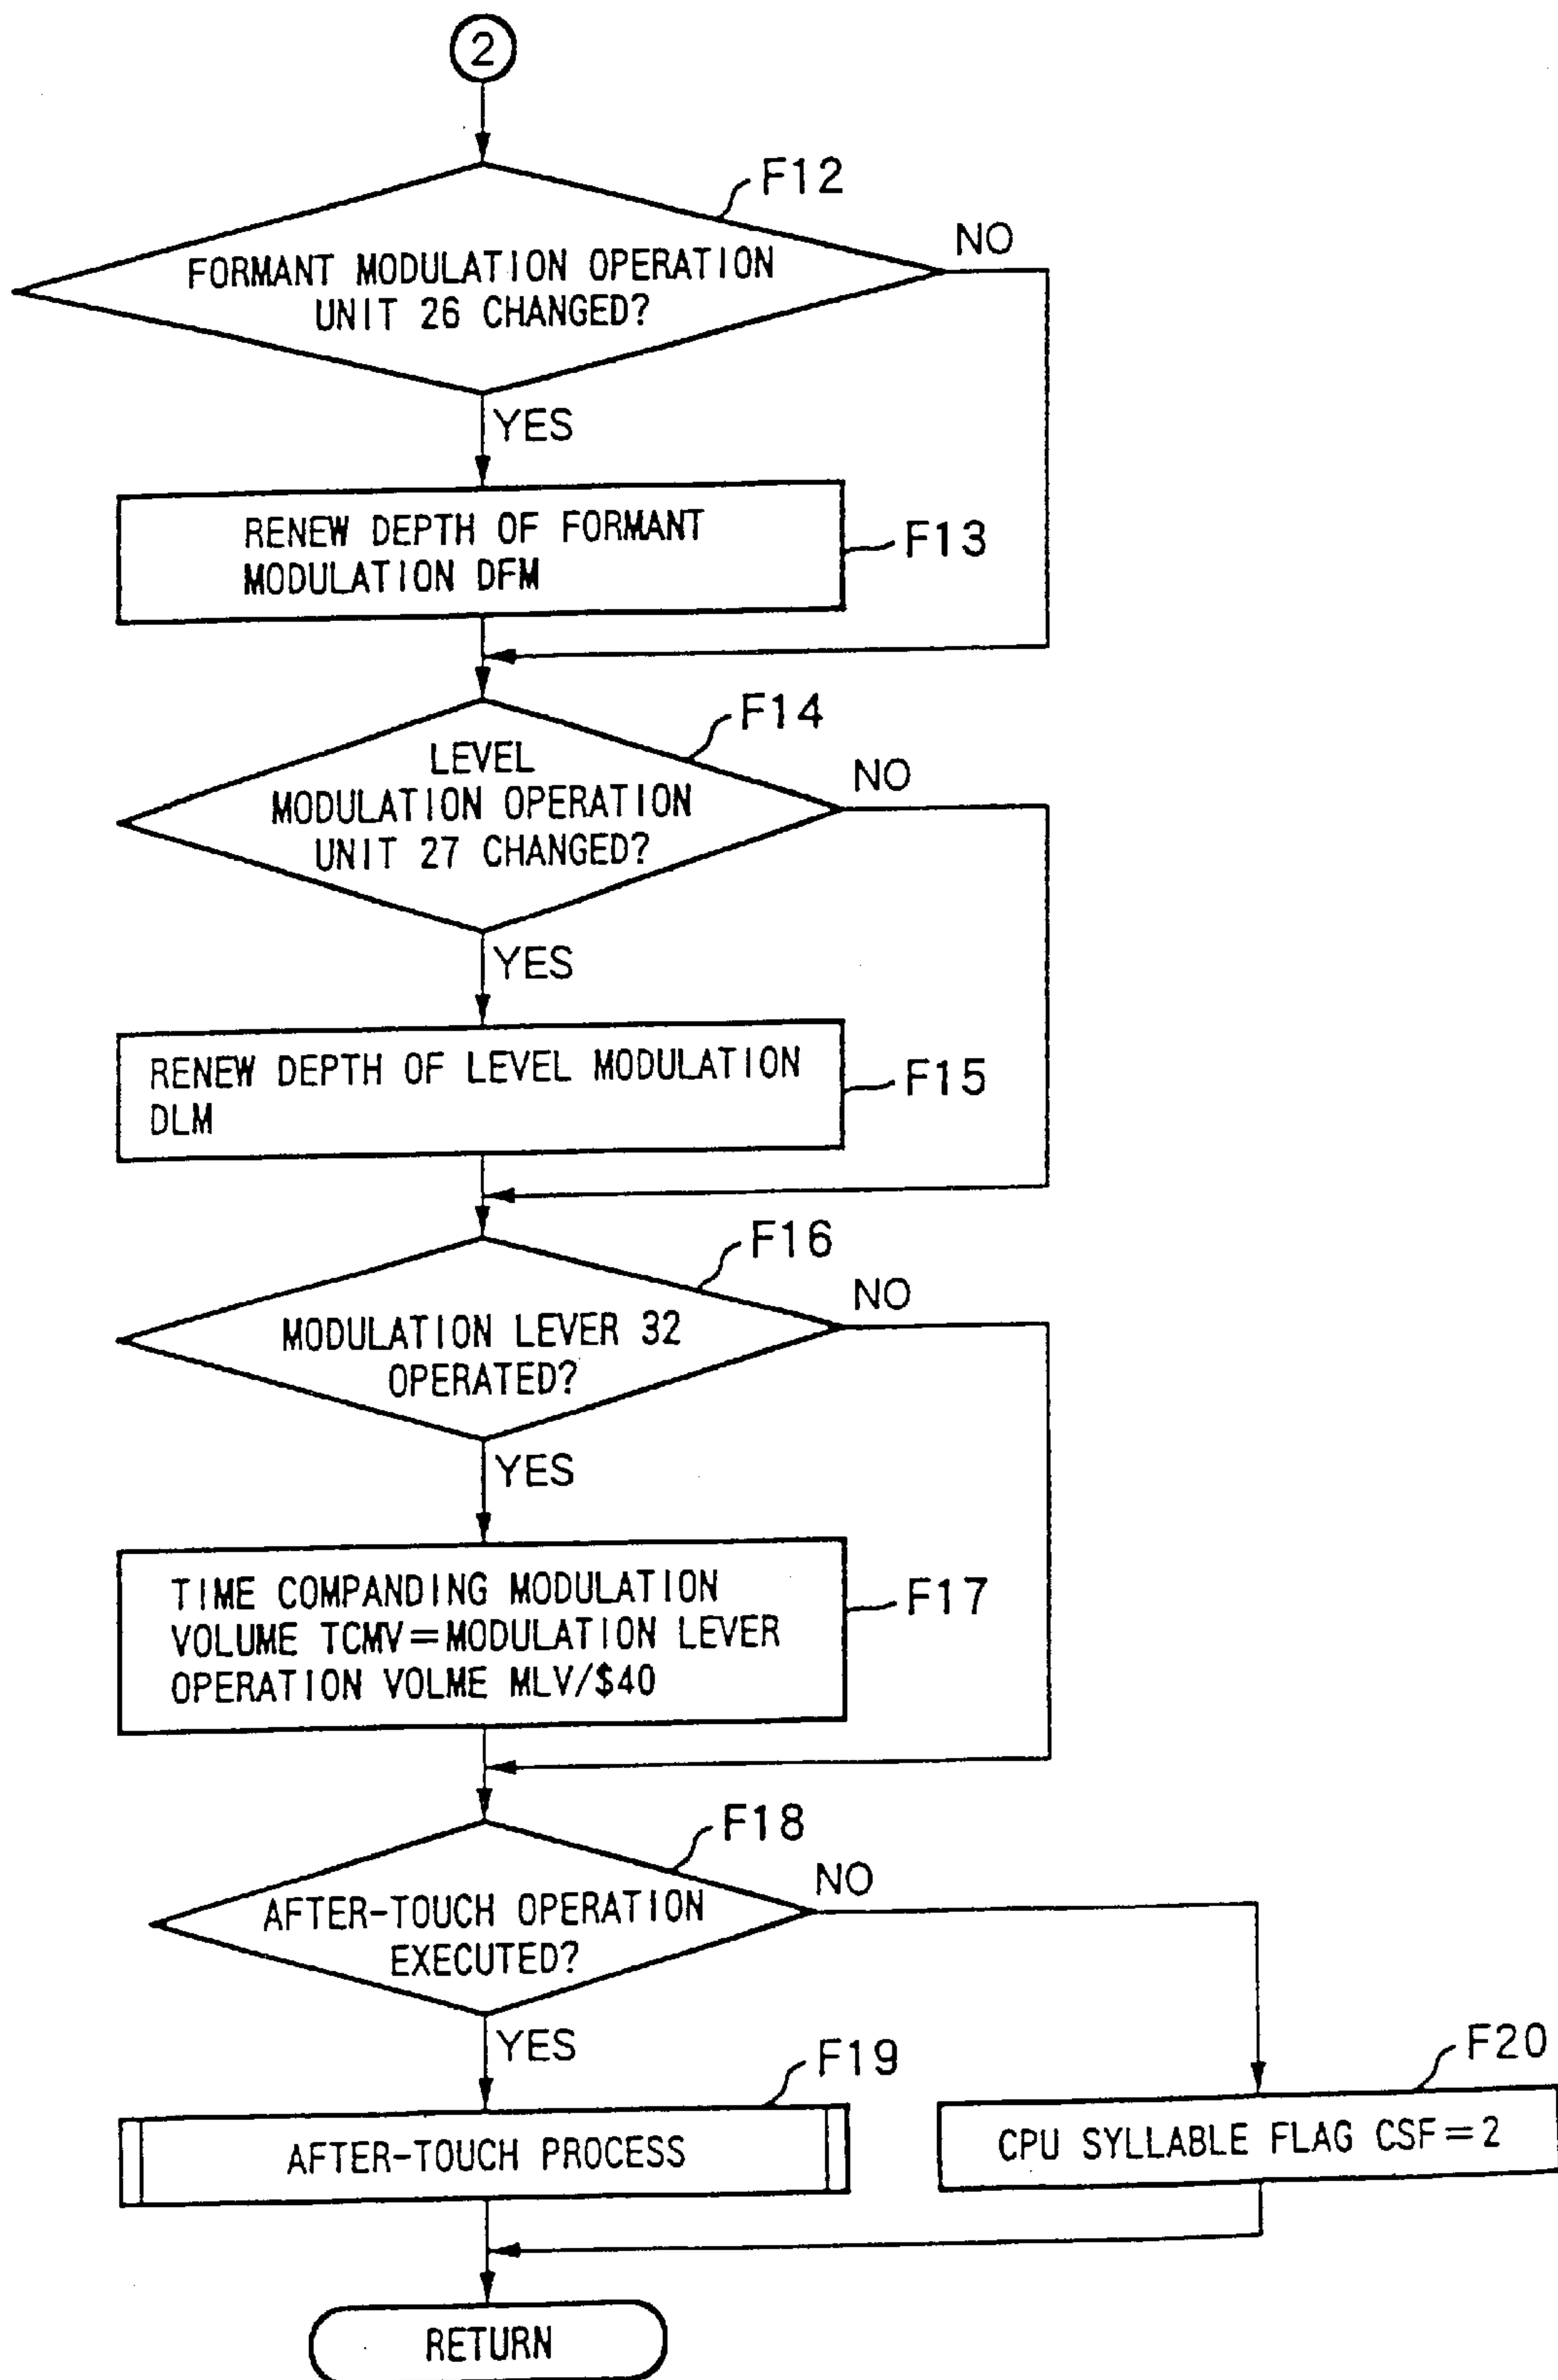 2
F12
FORMANT MODULATION OPERATION
UNIT 26 CHANGED?
NO
YES
RENEW DEPTH OF FORMANT
MODULATION DFM
F13
F14
LEVEL
MODULATION OPERATION
UNIT 27 CHANGED?
NO
YES
RENEW DEPTH OF LEVEL MODULATION
DLM
F15
F16
MODULATION LEVER 32
OPERATED?
NO
YES
TIME COMPANDING MODULATION
VOLUME TCMV=MODULATION LEVER
OPERATION VOLME MLV/$40
F17
F18
AFTER-TOUCH OPERATION
EXECUTED?
NO
YES
F19
AFTER-TOUCH PROCESS
F20
CPU SYLLABLE FLAG CSF=2
RETURN